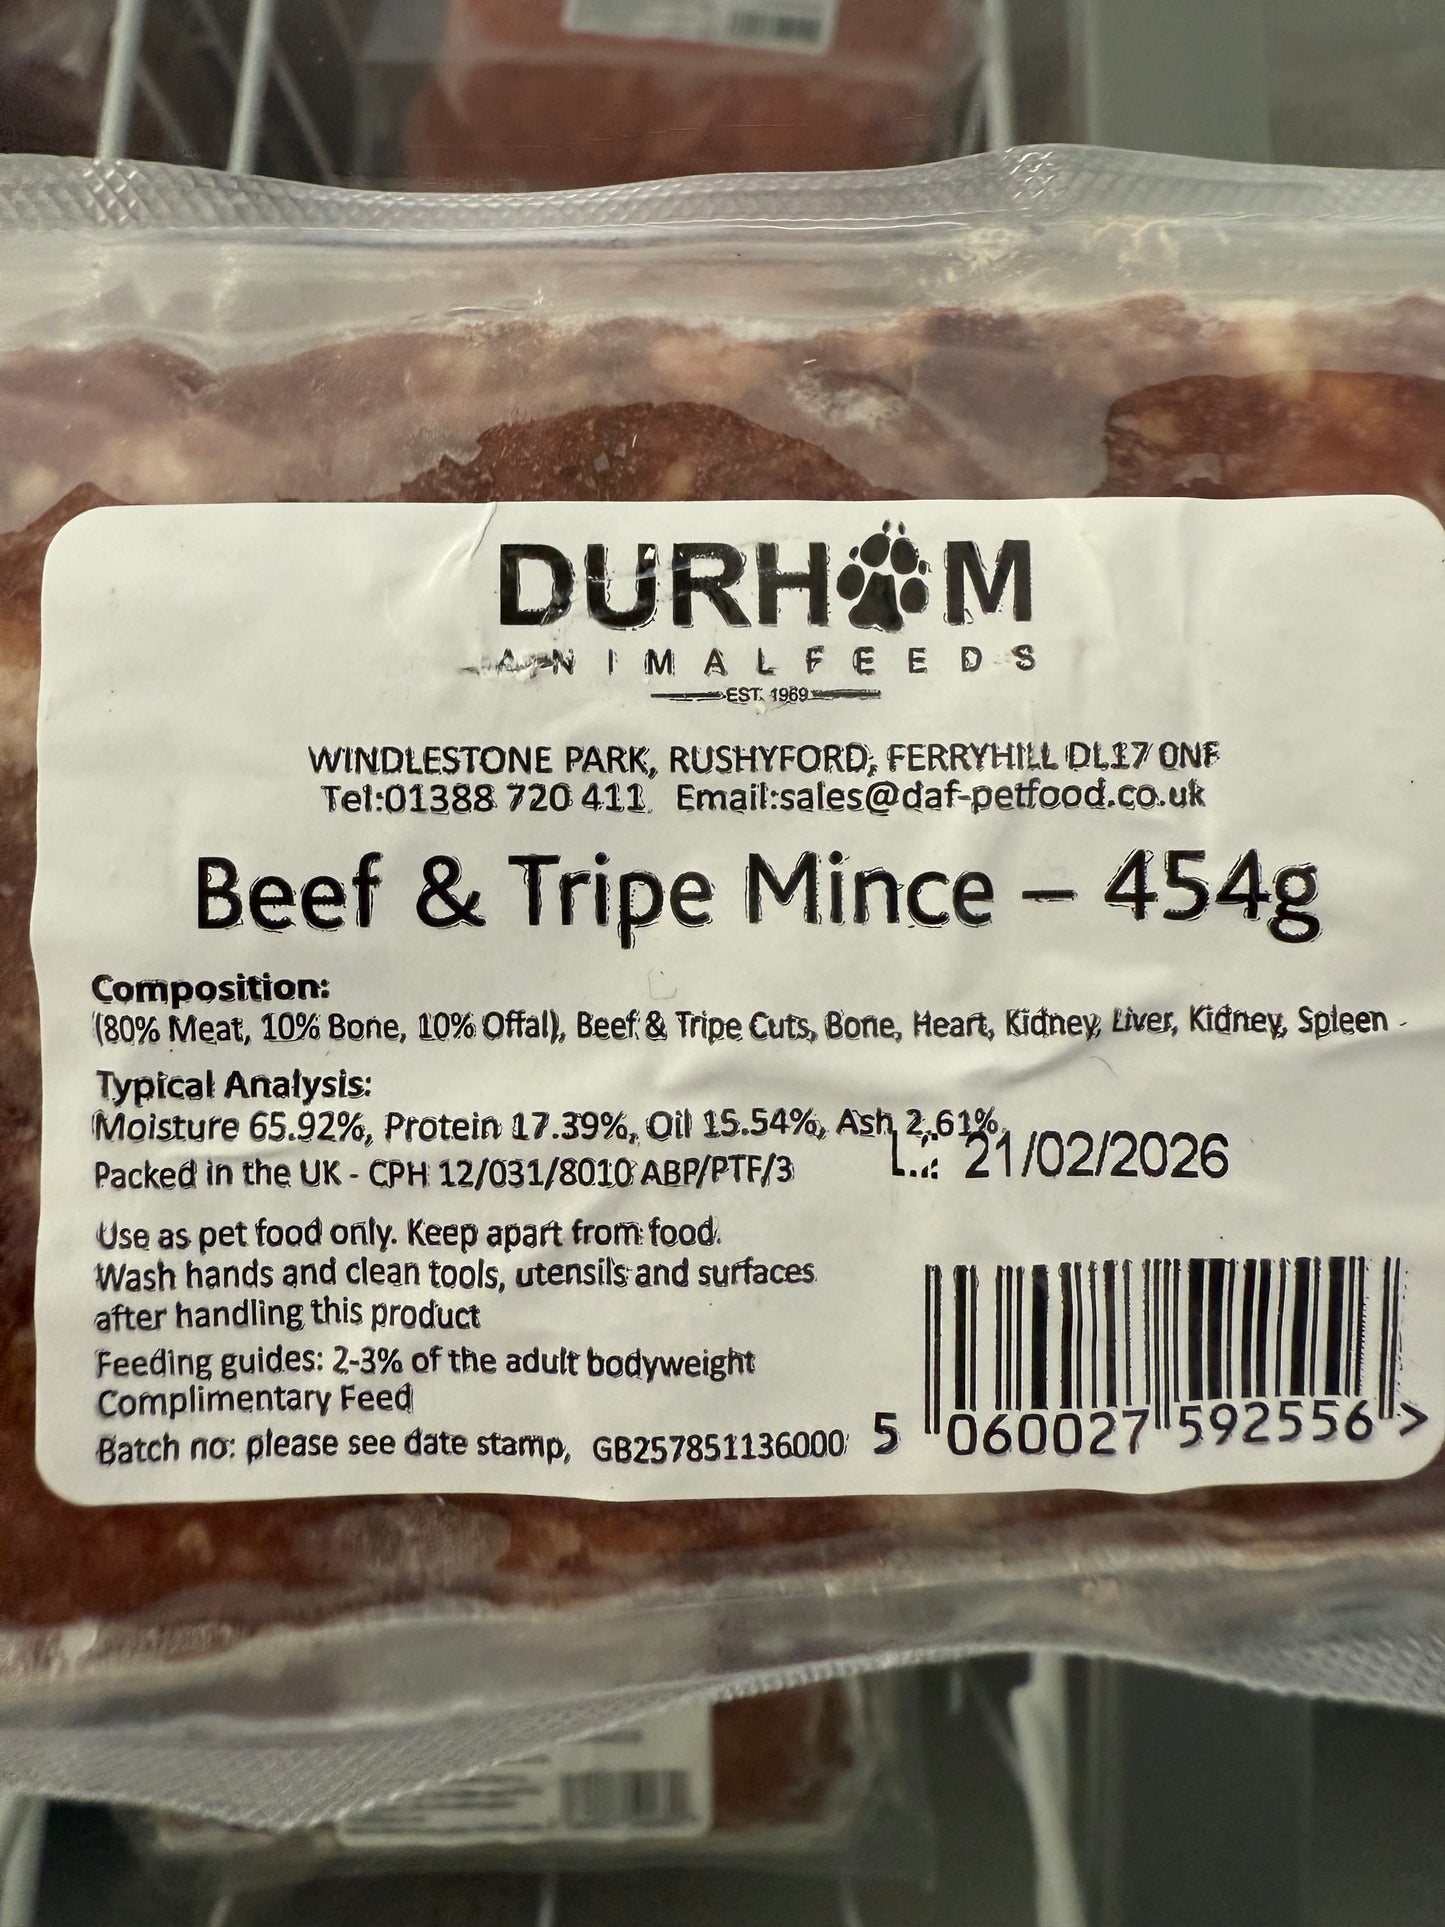 DURHAM
ANIMAL FEEDS
EST. 1969
WINDLESTONE PARK, RUSHYFORD, FERRYHILL DL17 0NF
Tel:01388 720 411 Email:sales@daf-petfood.co.uk
Beef & Tripe Mince – 454g
Composition:
(80% Meat, 10% Bone, 10% Offal), Beef & Tripe Cuts, Bone, Heart, Kidney, Liver, Kidney, Spleen -
Typical Analysis:
Moisture 65.92%, Protein 17.39%, Oil 15.54%, Ash 2.61%
21/02/2026
Packed in the UK - CPH 12/031/8010 ABP/PTF/3
Use as pet food only. Keep apart from food.
Wash hands and clean tools, utensils and surfaces
after handling this product
Feeding guides: 2-3% of the adult bodyweight
Complimentary Feed
Batch no: please see date stamp, GB257851136000
5 060027 592556 >